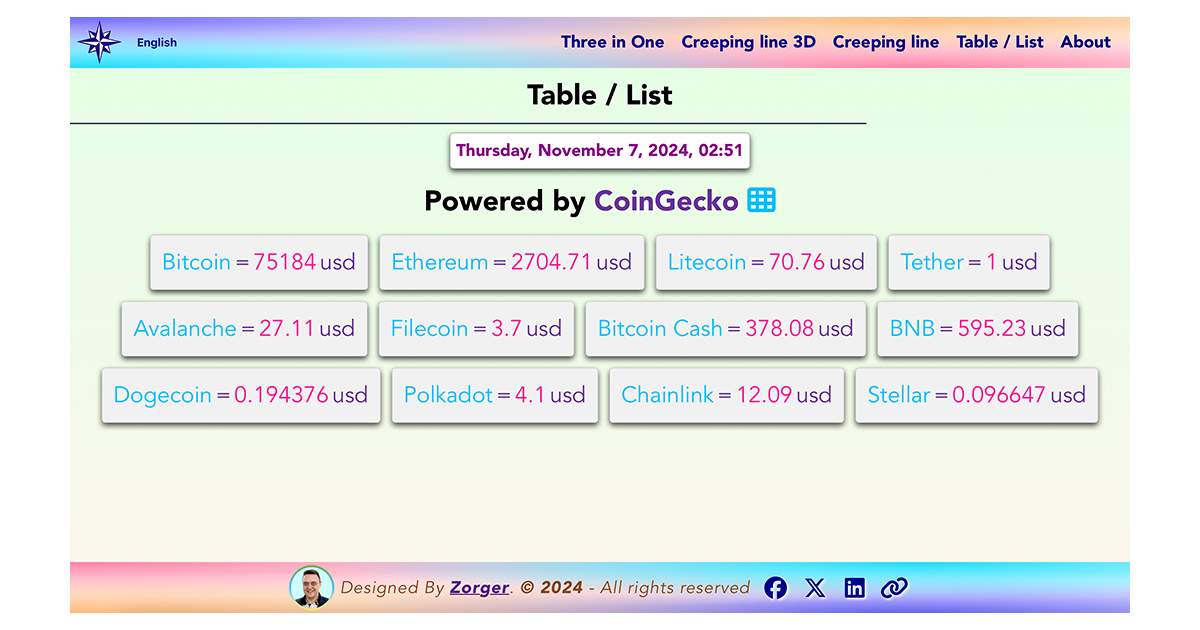 English Three in One Creeping line 3D Creeping line Table / List About
Table / List
Thursday, November 7, 2024, 02:51
Powered by CoinGecko
Bitcoin = 75184 usd Ethereum = 2704.71 usd Litecoin = 70.76 usd Tether = 1 usd
Avalanche = 27.11 usd Filecoin = 3.7 usd Bitcoin Cash = 378.08 usd BNB = 595.23 usd
Dogecoin = 0.194376 usd Polkadot = 4.1 usd Chainlink = 12.09 usd Stellar = 0.096647 usd
Designed By Zorger. © 2024 - All rights reserved